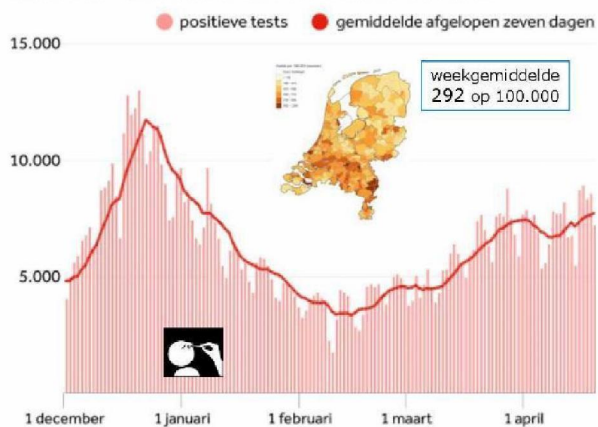 positieve tests
gemiddelde afgelopen zeven dagen
15.000
weekgemiddelde
292 op 100.000
10.000
5.000
1 december
1 januari
1 februari
1 maart
1 april